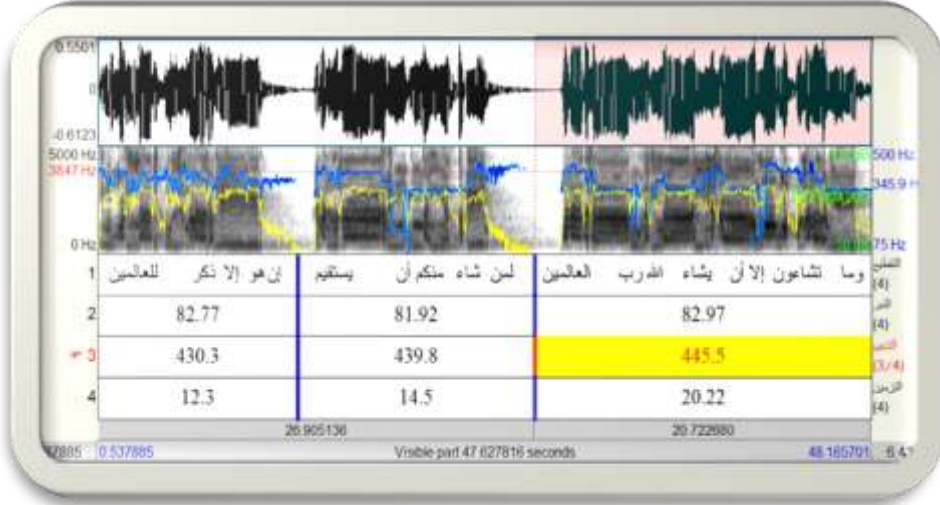 0.5501
0
-0.6123
5000 Hz
3847 Hz
0 Hz
500 Hz
345.9
75 Hz
1 إن هو إلا ذكر للعالمين لمن شاء منكم أن يستقيم وما تشاءون إلا أن يشاء الله رب العالمين
(4)
2 82.77 81.92 82.97
(4)
3 430.3 439.8 445.5
(3/4)
4 12.3 14.5 20.22
التزمين
(4)
26.905136 20.722680
0.537885 Visible part 47.627816 seconds 48.165701